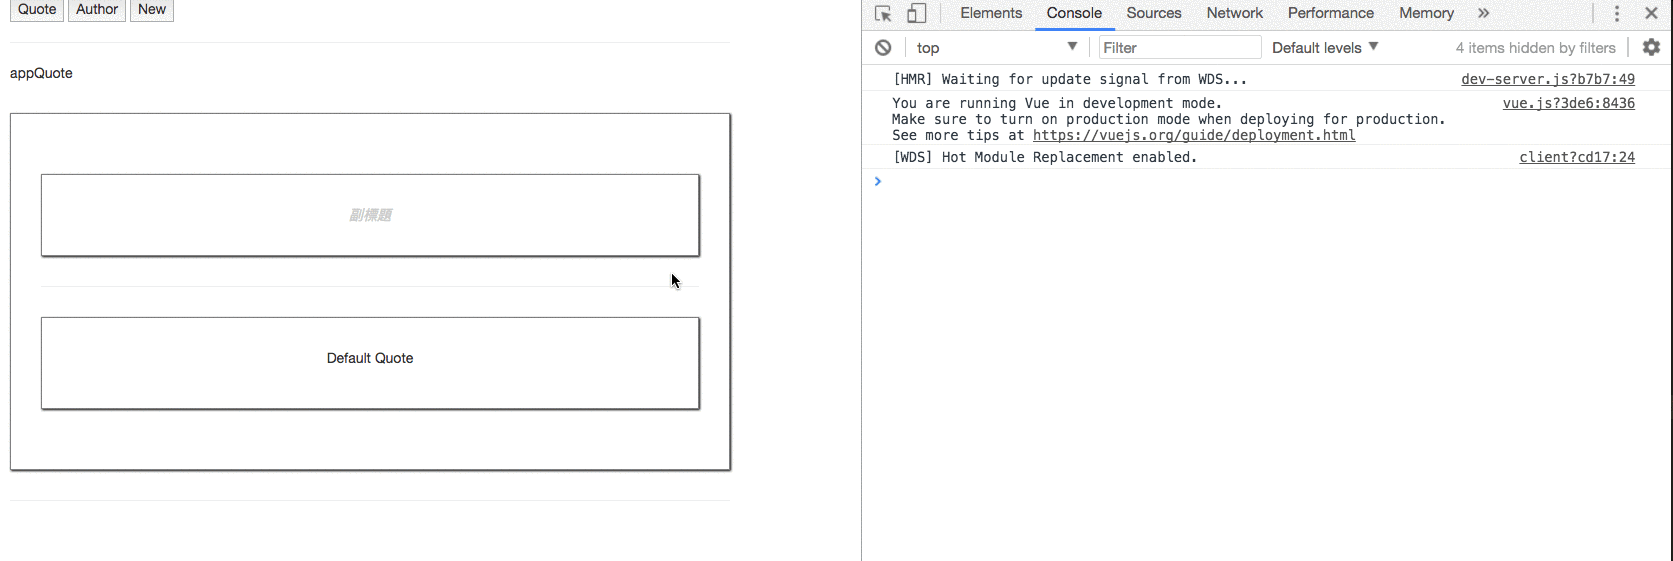 Quote Author New
appQuote
副標題
Default Quote
Elements Console Sources Network Performance Memory »
top ▼ Filter Default levels ▼ 4 items hidden by filters
[HMR] Waiting for update signal from WDS... dev-server.js?b7b7:49
You are running Vue in development mode. vue.js?3de6:8436
Make sure to turn on production mode when deploying for production.
See more tips at https://vuejs.org/guide/deployment.html
[WDS] Hot Module Replacement enabled. client?cd17:24